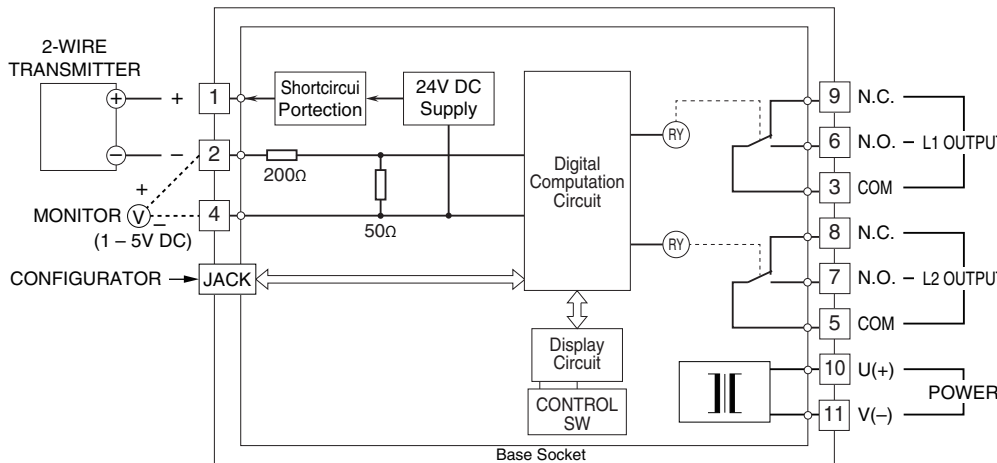 2-WIRE
TRANSMITTER
+
–
+
–
1
2
4
Shortcircui
Portection
24V DC
Supply
200Ω
50Ω
+
MONITOR V
–
(1 – 5V DC)
CONFIGURATOR
JACK
Digital
Computation
Circuit
Display
Circuit
CONTROL
SW
RY
RY
9 N.C.
6 N.O. L1 OUTPUT
3 COM
8 N.C.
7 N.O. L2 OUTPUT
5 COM
10 U(+)
POWER
11 V(–)
Base Socket